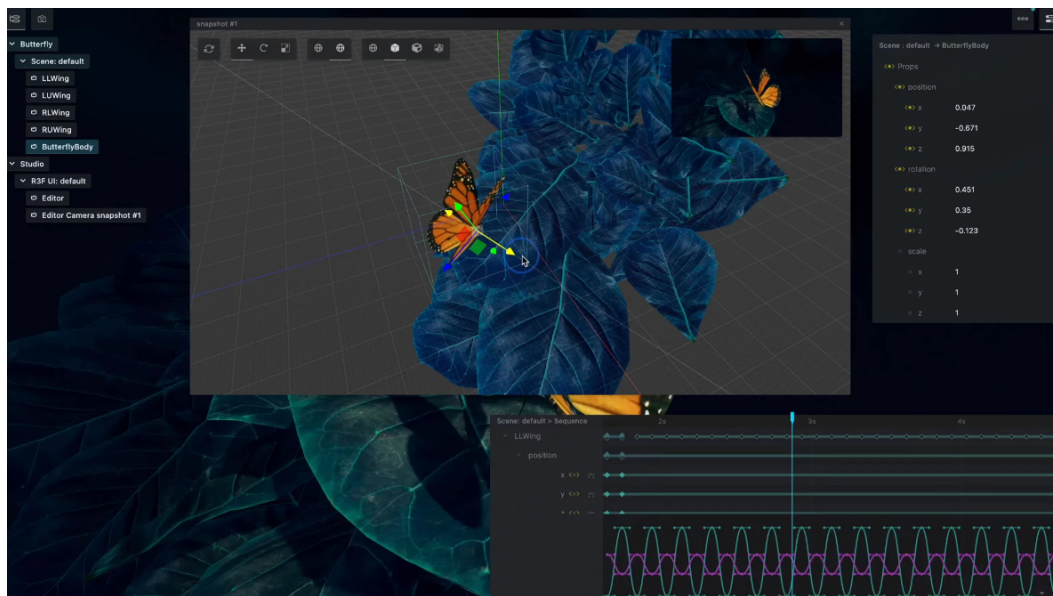 snapshot #1
×
Butterfly
Scene: default
LLWing
LUWing
RLWing
RUWing
ButterflyBody
Studio
R3F UI: default
Editor
Editor Camera snapshot #1
Scene : default → ButterflyBody
Props
position
x 0.047
y -0.671
z 0.915
rotation
x 0.451
y 0.35
z -0.123
scale
x 1
y 1
z 1
Scene: default > Sequence
2s 3s 4s
LLWing
position
x
y